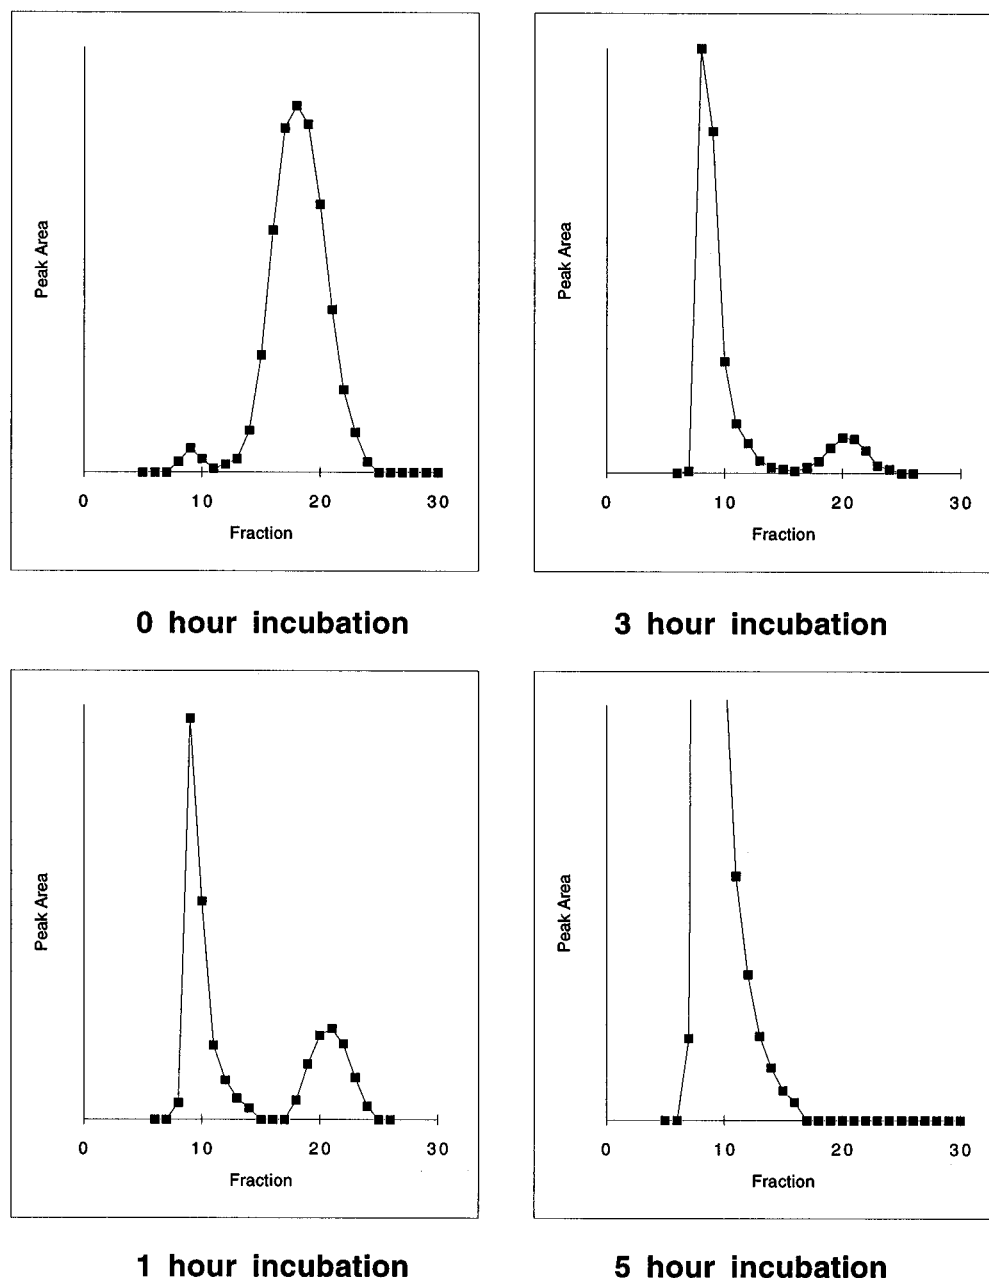 Peak Area
0 10 20 30
Fraction
0 hour incubation
Peak Area
0 10 20 30
Fraction
3 hour incubation
Peak Area
0 10 20 30
Fraction
1 hour incubation
Peak Area
0 10 20 30
Fraction
5 hour incubation